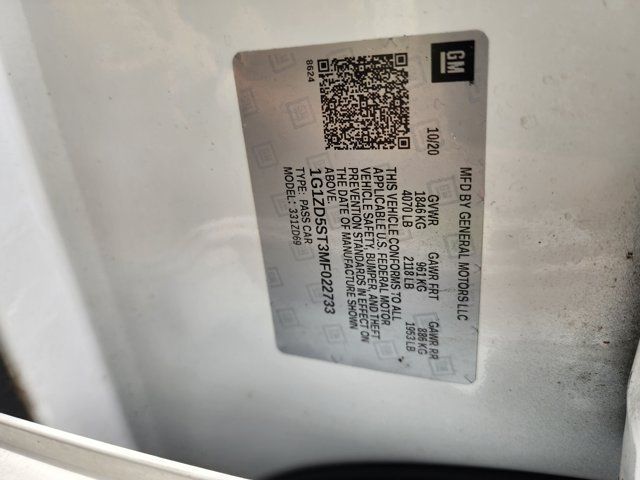 GM
MFD BY GENERAL MOTORS LLC
10/20
GVWR GAWR FRT GAWR RR
1846 KG 961 KG 886 KG
4070 LB 2118 LB 1953 LB
THIS VEHICLE CONFORMS TO ALL
APPLICABLE U.S. FEDERAL MOTOR
VEHICLE SAFETY, BUMPER, AND THEFT
PREVENTION STANDARDS IN EFFECT ON
THE DATE OF MANUFACTURE SHOWN
ABOVE.
1G1ZD5ST3MF022733
TYPE: PASS CAR
MODEL: 331ZD69
8624